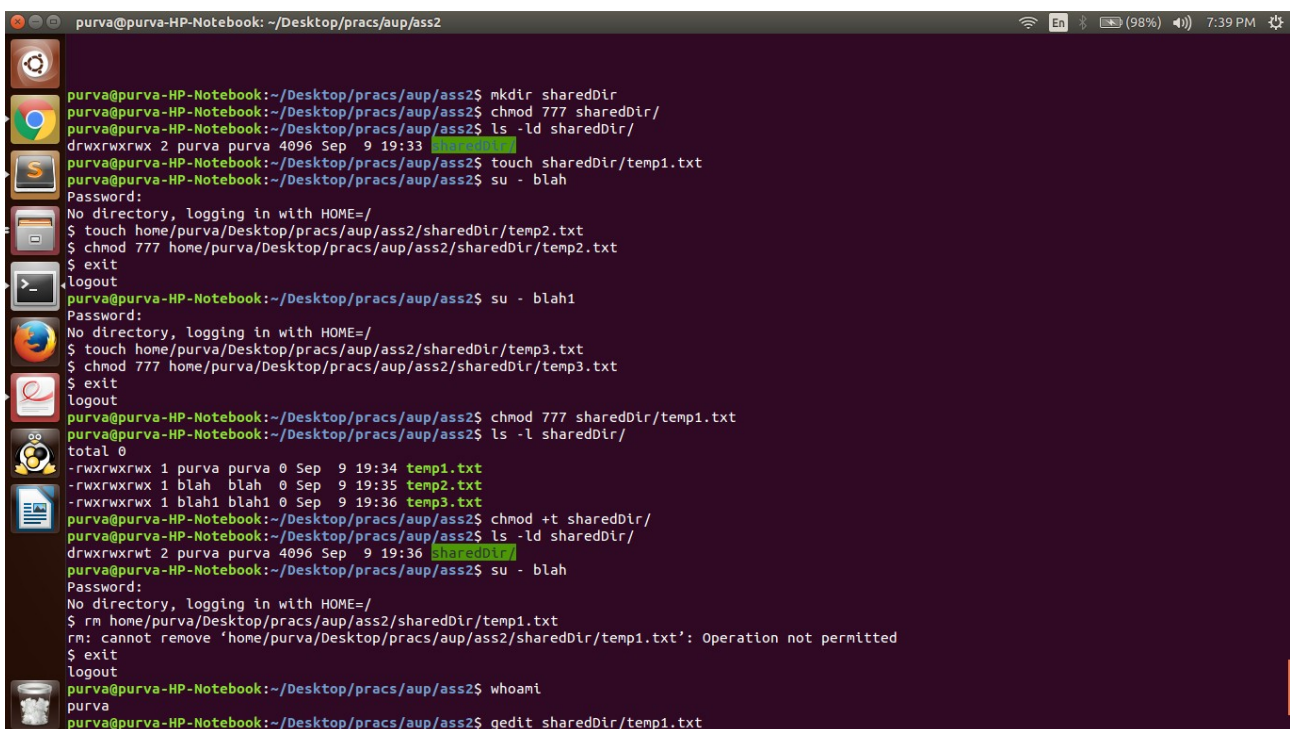 purva@purva-HP-Notebook: ~/Desktop/pracs/aup/ass2 En (98%) 7:39 PM
purva@purva-HP-Notebook:~/Desktop/pracs/aup/ass2$ mkdir sharedDir
purva@purva-HP-Notebook:~/Desktop/pracs/aup/ass2$ chmod 777 sharedDir/
purva@purva-HP-Notebook:~/Desktop/pracs/aup/ass2$ ls -ld sharedDir/
drwxrwxrwx 2 purva purva 4096 Sep  9 19:33 sharedDir/
purva@purva-HP-Notebook:~/Desktop/pracs/aup/ass2$ touch sharedDir/temp1.txt
purva@purva-HP-Notebook:~/Desktop/pracs/aup/ass2$ su - blah
Password:
No directory, logging in with HOME=/
$ touch home/purva/Desktop/pracs/aup/ass2/sharedDir/temp2.txt
$ chmod 777 home/purva/Desktop/pracs/aup/ass2/sharedDir/temp2.txt
$ exit
logout
purva@purva-HP-Notebook:~/Desktop/pracs/aup/ass2$ su - blah1
Password:
No directory, logging in with HOME=/
$ touch home/purva/Desktop/pracs/aup/ass2/sharedDir/temp3.txt
$ chmod 777 home/purva/Desktop/pracs/aup/ass2/sharedDir/temp3.txt
$ exit
logout
purva@purva-HP-Notebook:~/Desktop/pracs/aup/ass2$ chmod 777 sharedDir/temp1.txt
purva@purva-HP-Notebook:~/Desktop/pracs/aup/ass2$ ls -l sharedDir/
total 0
-rwxrwxrwx 1 purva purva 0 Sep  9 19:34 temp1.txt
-rwxrwxrwx 1 blah  blah  0 Sep  9 19:35 temp2.txt
-rwxrwxrwx 1 blah1 blah1 0 Sep  9 19:36 temp3.txt
purva@purva-HP-Notebook:~/Desktop/pracs/aup/ass2$ chmod +t sharedDir/
purva@purva-HP-Notebook:~/Desktop/pracs/aup/ass2$ ls -ld sharedDir/
drwxrwxrwt 2 purva purva 4096 Sep  9 19:36 sharedDir/
purva@purva-HP-Notebook:~/Desktop/pracs/aup/ass2$ su - blah
Password:
No directory, logging in with HOME=/
$ rm home/purva/Desktop/pracs/aup/ass2/sharedDir/temp1.txt
rm: cannot remove ‘home/purva/Desktop/pracs/aup/ass2/sharedDir/temp1.txt’: Operation not permitted
$ exit
logout
purva@purva-HP-Notebook:~/Desktop/pracs/aup/ass2$ whoami
purva
purva@purva-HP-Notebook:~/Desktop/pracs/aup/ass2$ gedit sharedDir/temp1.txt